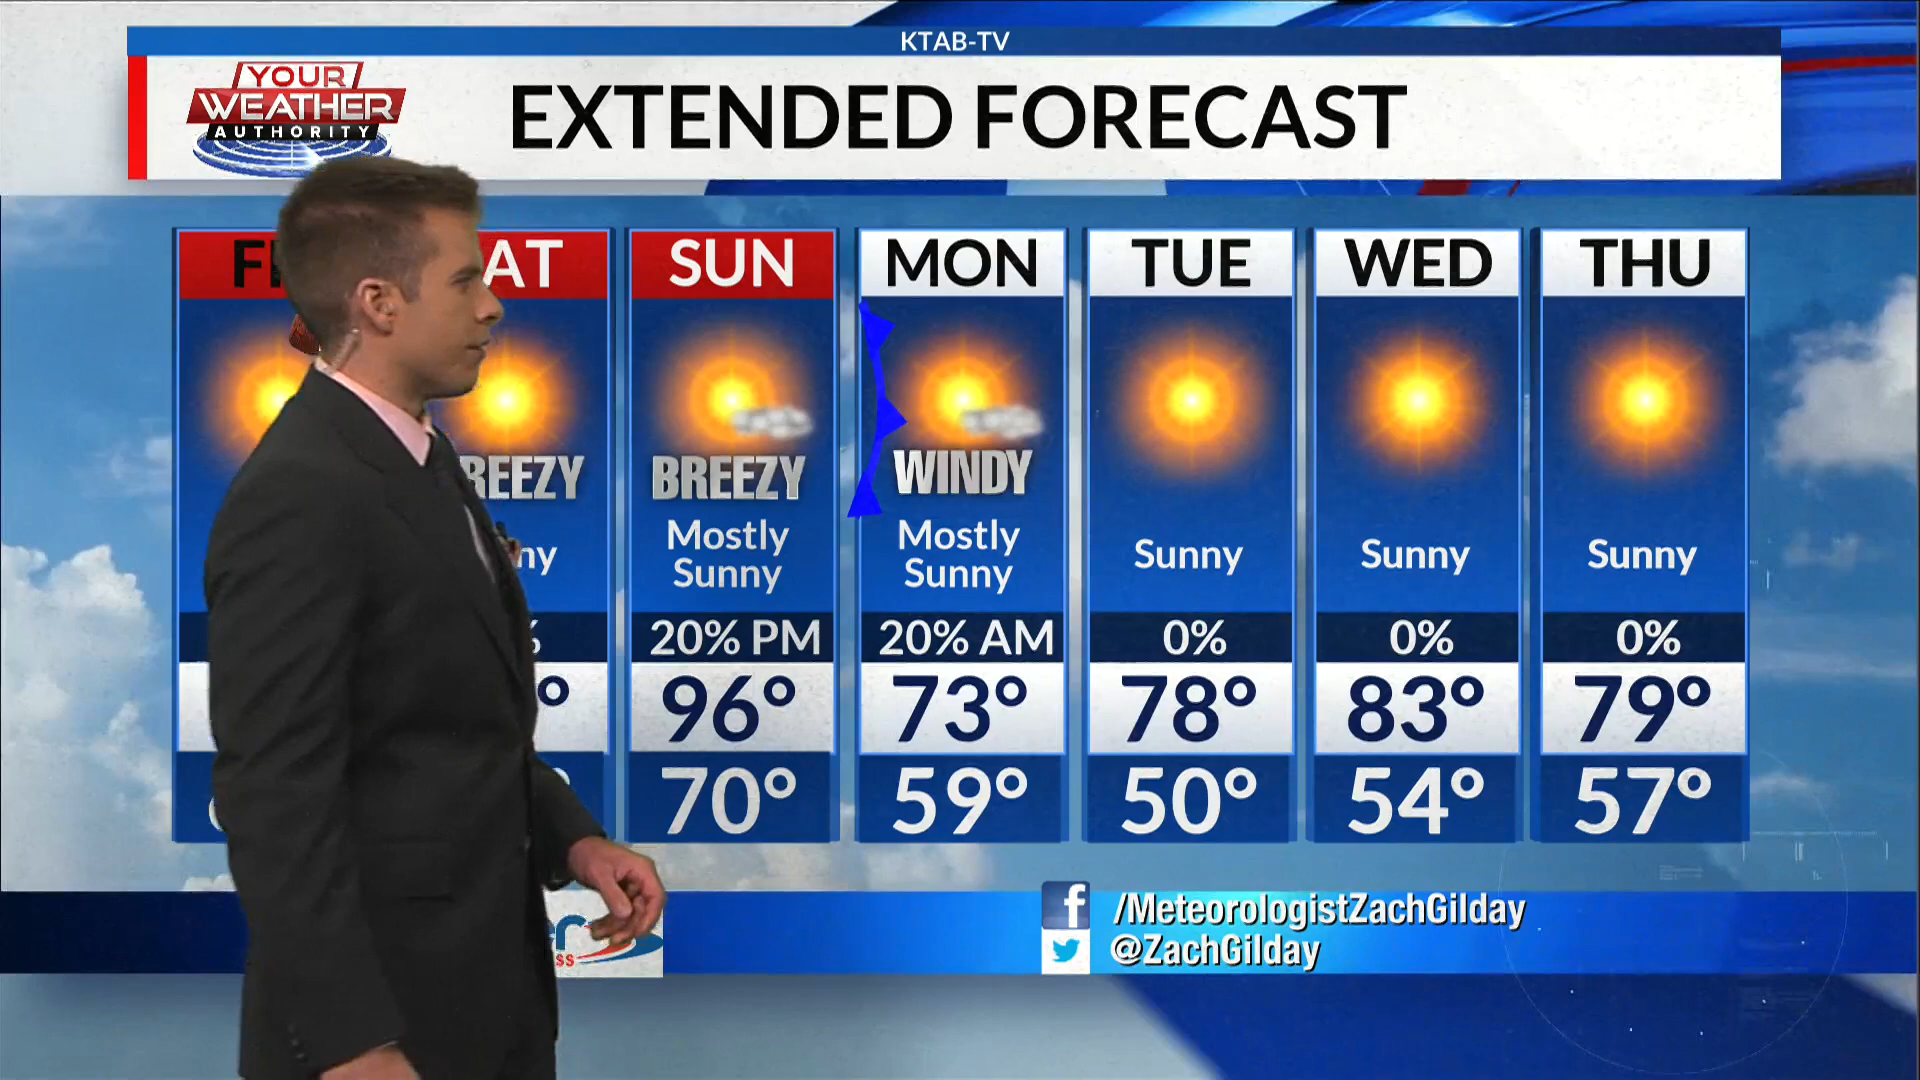 KTAB-TV
YOUR
WEATHER
AUTHORITY
EXTENDED FORECAST
SUN
MON
TUE
WED
THU
BREEZY
WINDY
Mostly
Sunny
Mostly
Sunny
Sunny
Sunny
Sunny
20% PM
20% AM
0%
0%
0%
96°
73°
78°
83°
79°
70°
59°
50°
54°
57°
/MeteorologistZachGilday
@ZachGilday